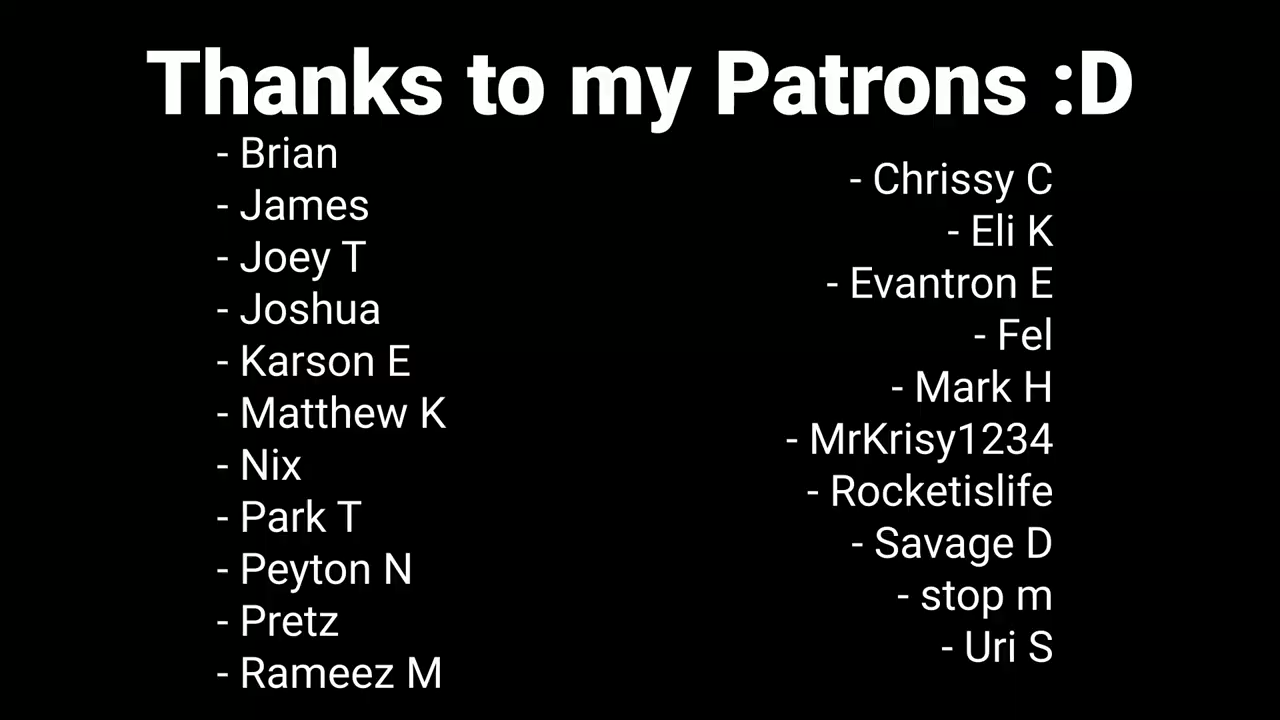 Thanks to my Patrons :D
- Brian
- James
- Joey T
- Joshua
- Karson E
- Matthew K
- Nix
- Park T
- Peyton N
- Pretz
- Rameez M
- Chrissy C
- Eli K
- Evantron E
- Fel
- Mark H
- MrKrisy1234
- Rocketislife
- Savage D
- stop m
- Uri S